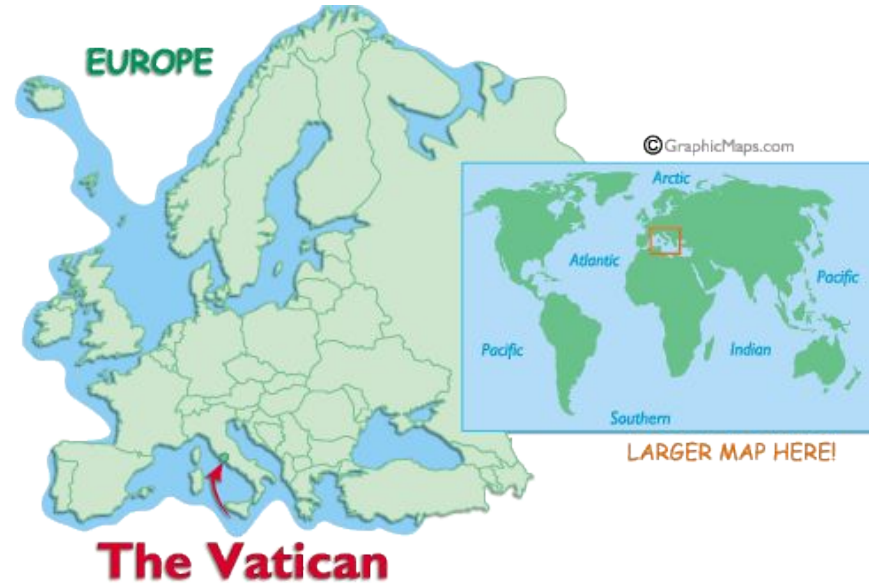 EUROPE
©GraphicMaps.com
Arctic
Atlantic
Pacific
Pacific
Indian
Southern
LARGER MAP HERE!
The Vatican